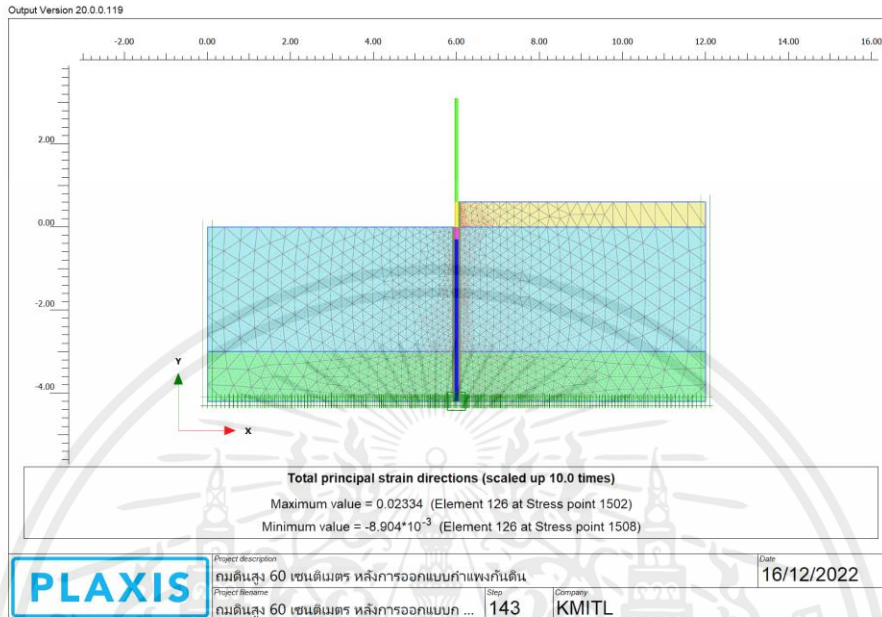 Output Version 20.0.0.119
-2.00 0.00 2.00 4.00 6.00 8.00 10.00 12.00 14.00 16.00
2.00
0.00
-2.00
-4.00
Y
X
Total principal strain directions (scaled up 10.0 times)
Maximum value = 0.02334 (Element 126 at Stress point 1502)
Minimum value = -8.904*10⁻³ (Element 126 at Stress point 1508)
PLAXIS
Project description
ถมดินสูง 60 เซนติเมตร หลังการออกแบบกำแพงกันดิน
Date
16/12/2022
Project filename
ถมดินสูง 60 เซนติเมตร หลังการออกแบบก ...
Step
143
Company
KMITL